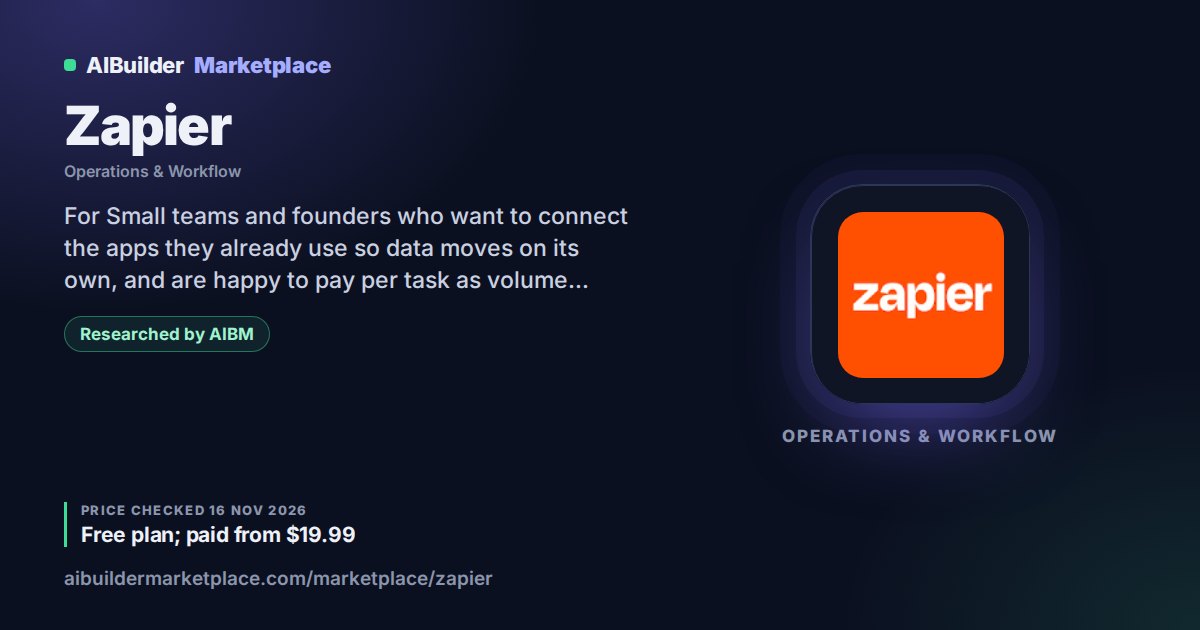 AIBuilder Marketplace
Zapier
Operations & Workflow
For Small teams and founders who want to connect
the apps they already use so data moves on its
own, and are happy to pay per task as volume...
Researched by AIBM
zapier
OPERATIONS & WORKFLOW
PRICE CHECKED 16 NOV 2026
Free plan; paid from $19.99
aibuildermarketplace.com/marketplace/zapier